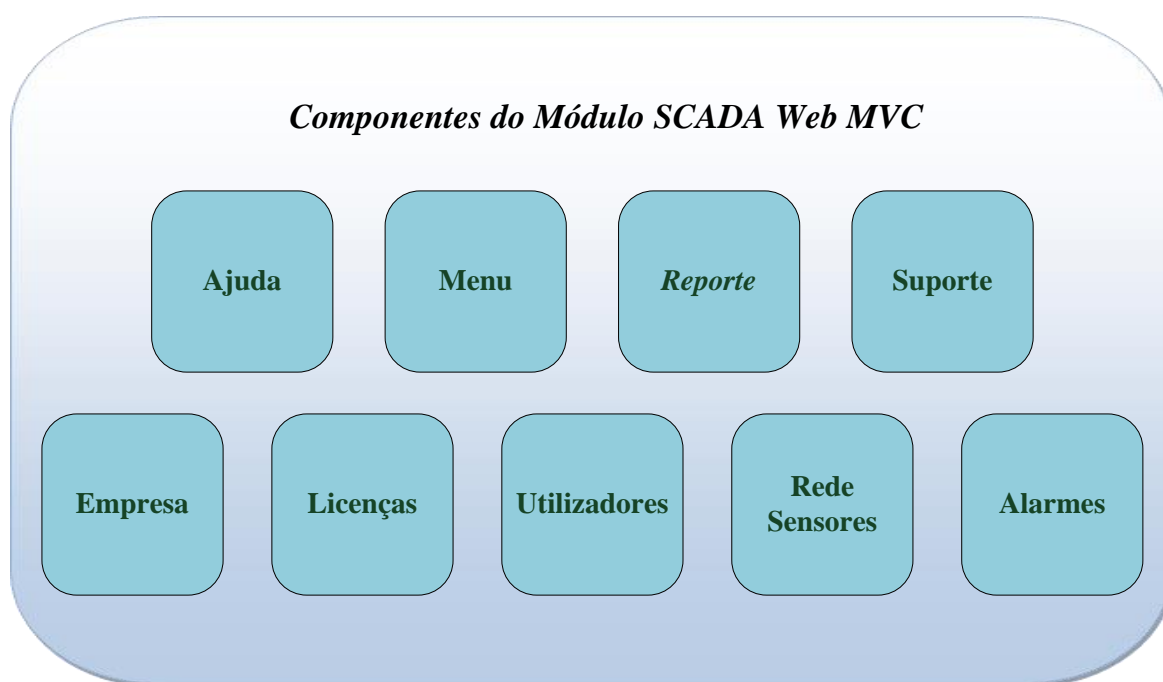 Componentes do Módulo SCADA Web MVC
Ajuda
Menu
Reporte
Suporte
Empresa
Licenças
Utilizadores
Rede
Sensores
Alarmes